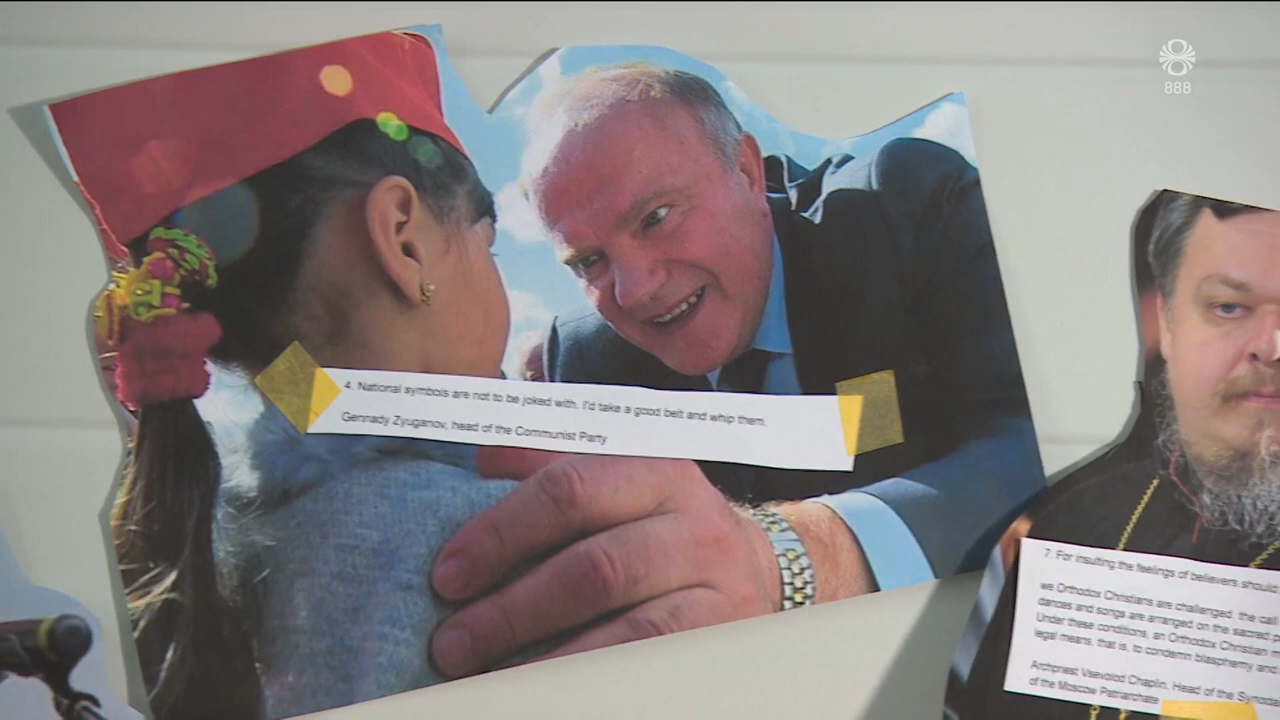 888
4. National symbols are not to be joked with. I'd take a good belt and whip them.
Gennady Zyuganov, head of the Communist Party
7. For insulting the feelings of believers should
we Orthodox Christians are challenged, the call
dances and songs are arranged on the sacred
Under these conditions, an Orthodox Christian
legal means, that is, to condemn blasphemy and
Archpriest Vsevolod Chaplin. Head of the
of the Moscow Patriarchate